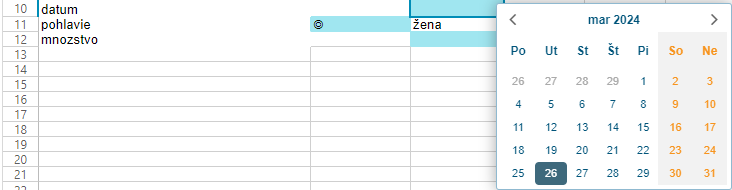 10 datum
11 pohlavie © žena
12 mnozstvo
13
14
15
16
17
18
19
20
21
22
mar 2024
Po Ut St Št Pi So Ne
26 27 28 29 1 2 3
4 5 6 7 8 9 10
11 12 13 14 15 16 17
18 19 20 21 22 23 24
25 26 27 28 29 30 31